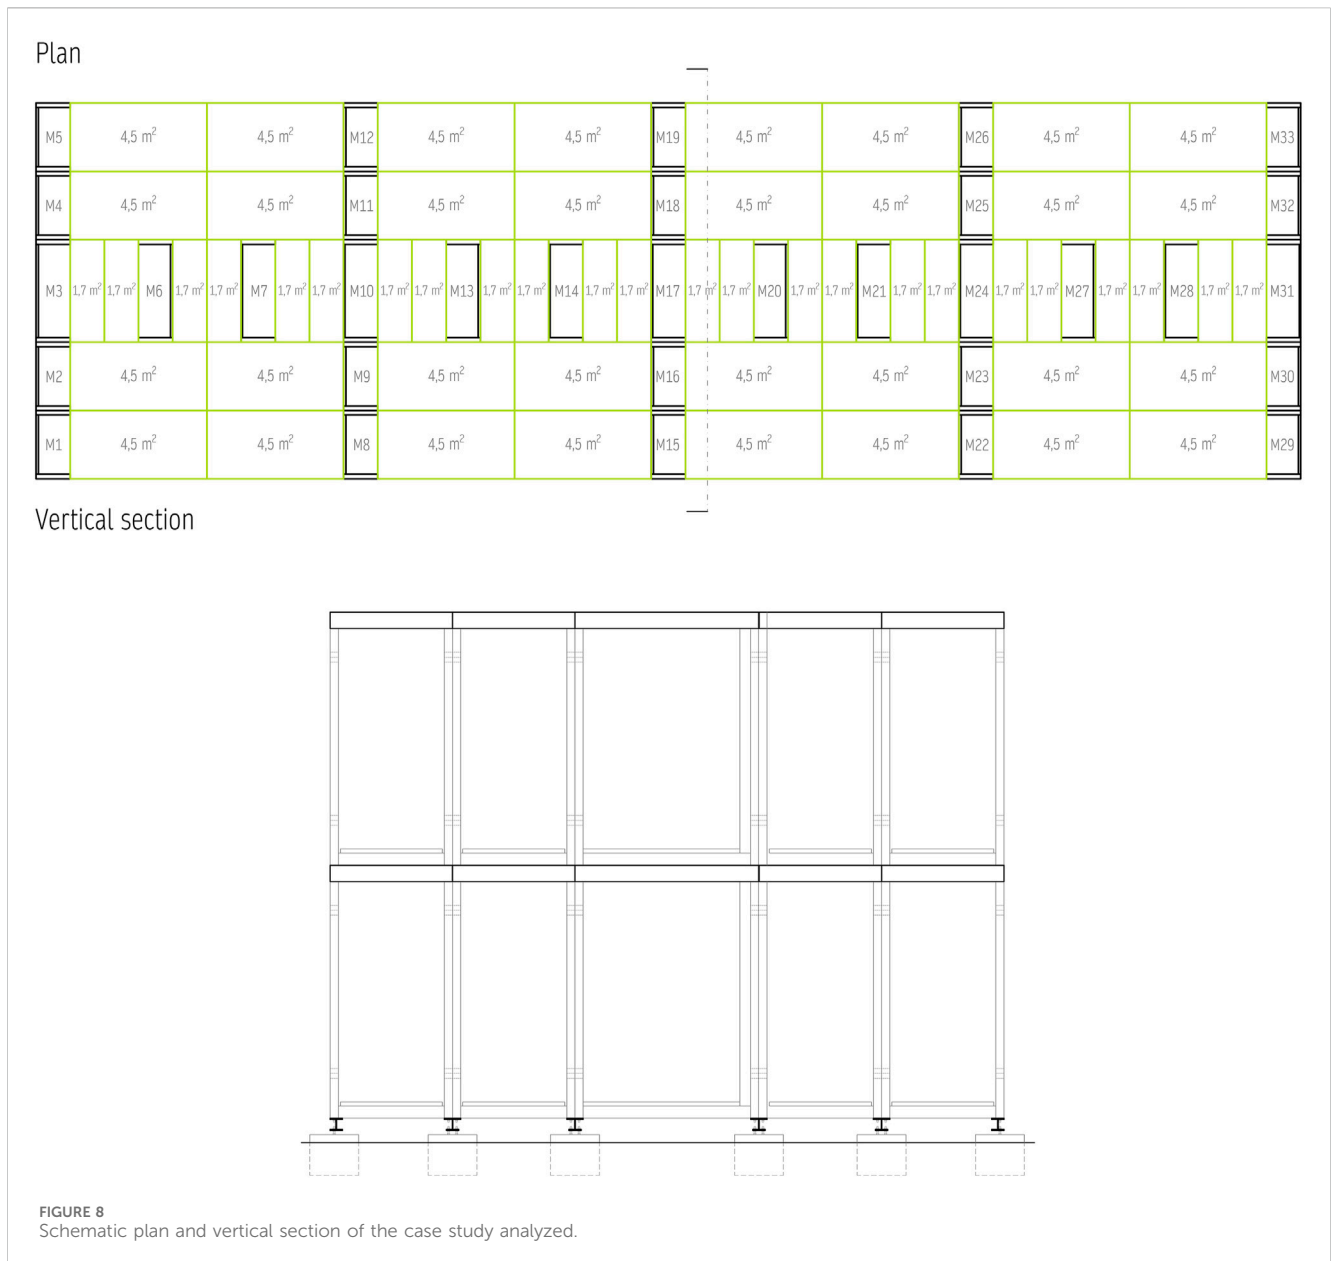 Plan
M5 4,5 m² 4,5 m² M12 4,5 m² 4,5 m² M19 4,5 m² 4,5 m² M26 4,5 m² 4,5 m² M33
M4 4,5 m² 4,5 m² M11 4,5 m² 4,5 m² M18 4,5 m² 4,5 m² M25 4,5 m² 4,5 m² M32
M3 1,7 m² 1,7 m² M6 1,7 m² 1,7 m² M7 1,7 m² 1,7 m² M10 1,7 m² 1,7 m² M13 1,7 m² 1,7 m² M14 1,7 m² 1,7 m² M17 1,7 m² 1,7 m² M20 1,7 m² 1,7 m² M21 1,7 m² 1,7 m² M24 1,7 m² 1,7 m² M27 1,7 m² 1,7 m² M28 1,7 m² 1,7 m² M31
M2 4,5 m² 4,5 m² M9 4,5 m² 4,5 m² M16 4,5 m² 4,5 m² M23 4,5 m² 4,5 m² M30
M1 4,5 m² 4,5 m² M8 4,5 m² 4,5 m² M15 4,5 m² 4,5 m² M22 4,5 m² 4,5 m² M29
Vertical section
FIGURE 8
Schematic plan and vertical section of the case study analyzed.